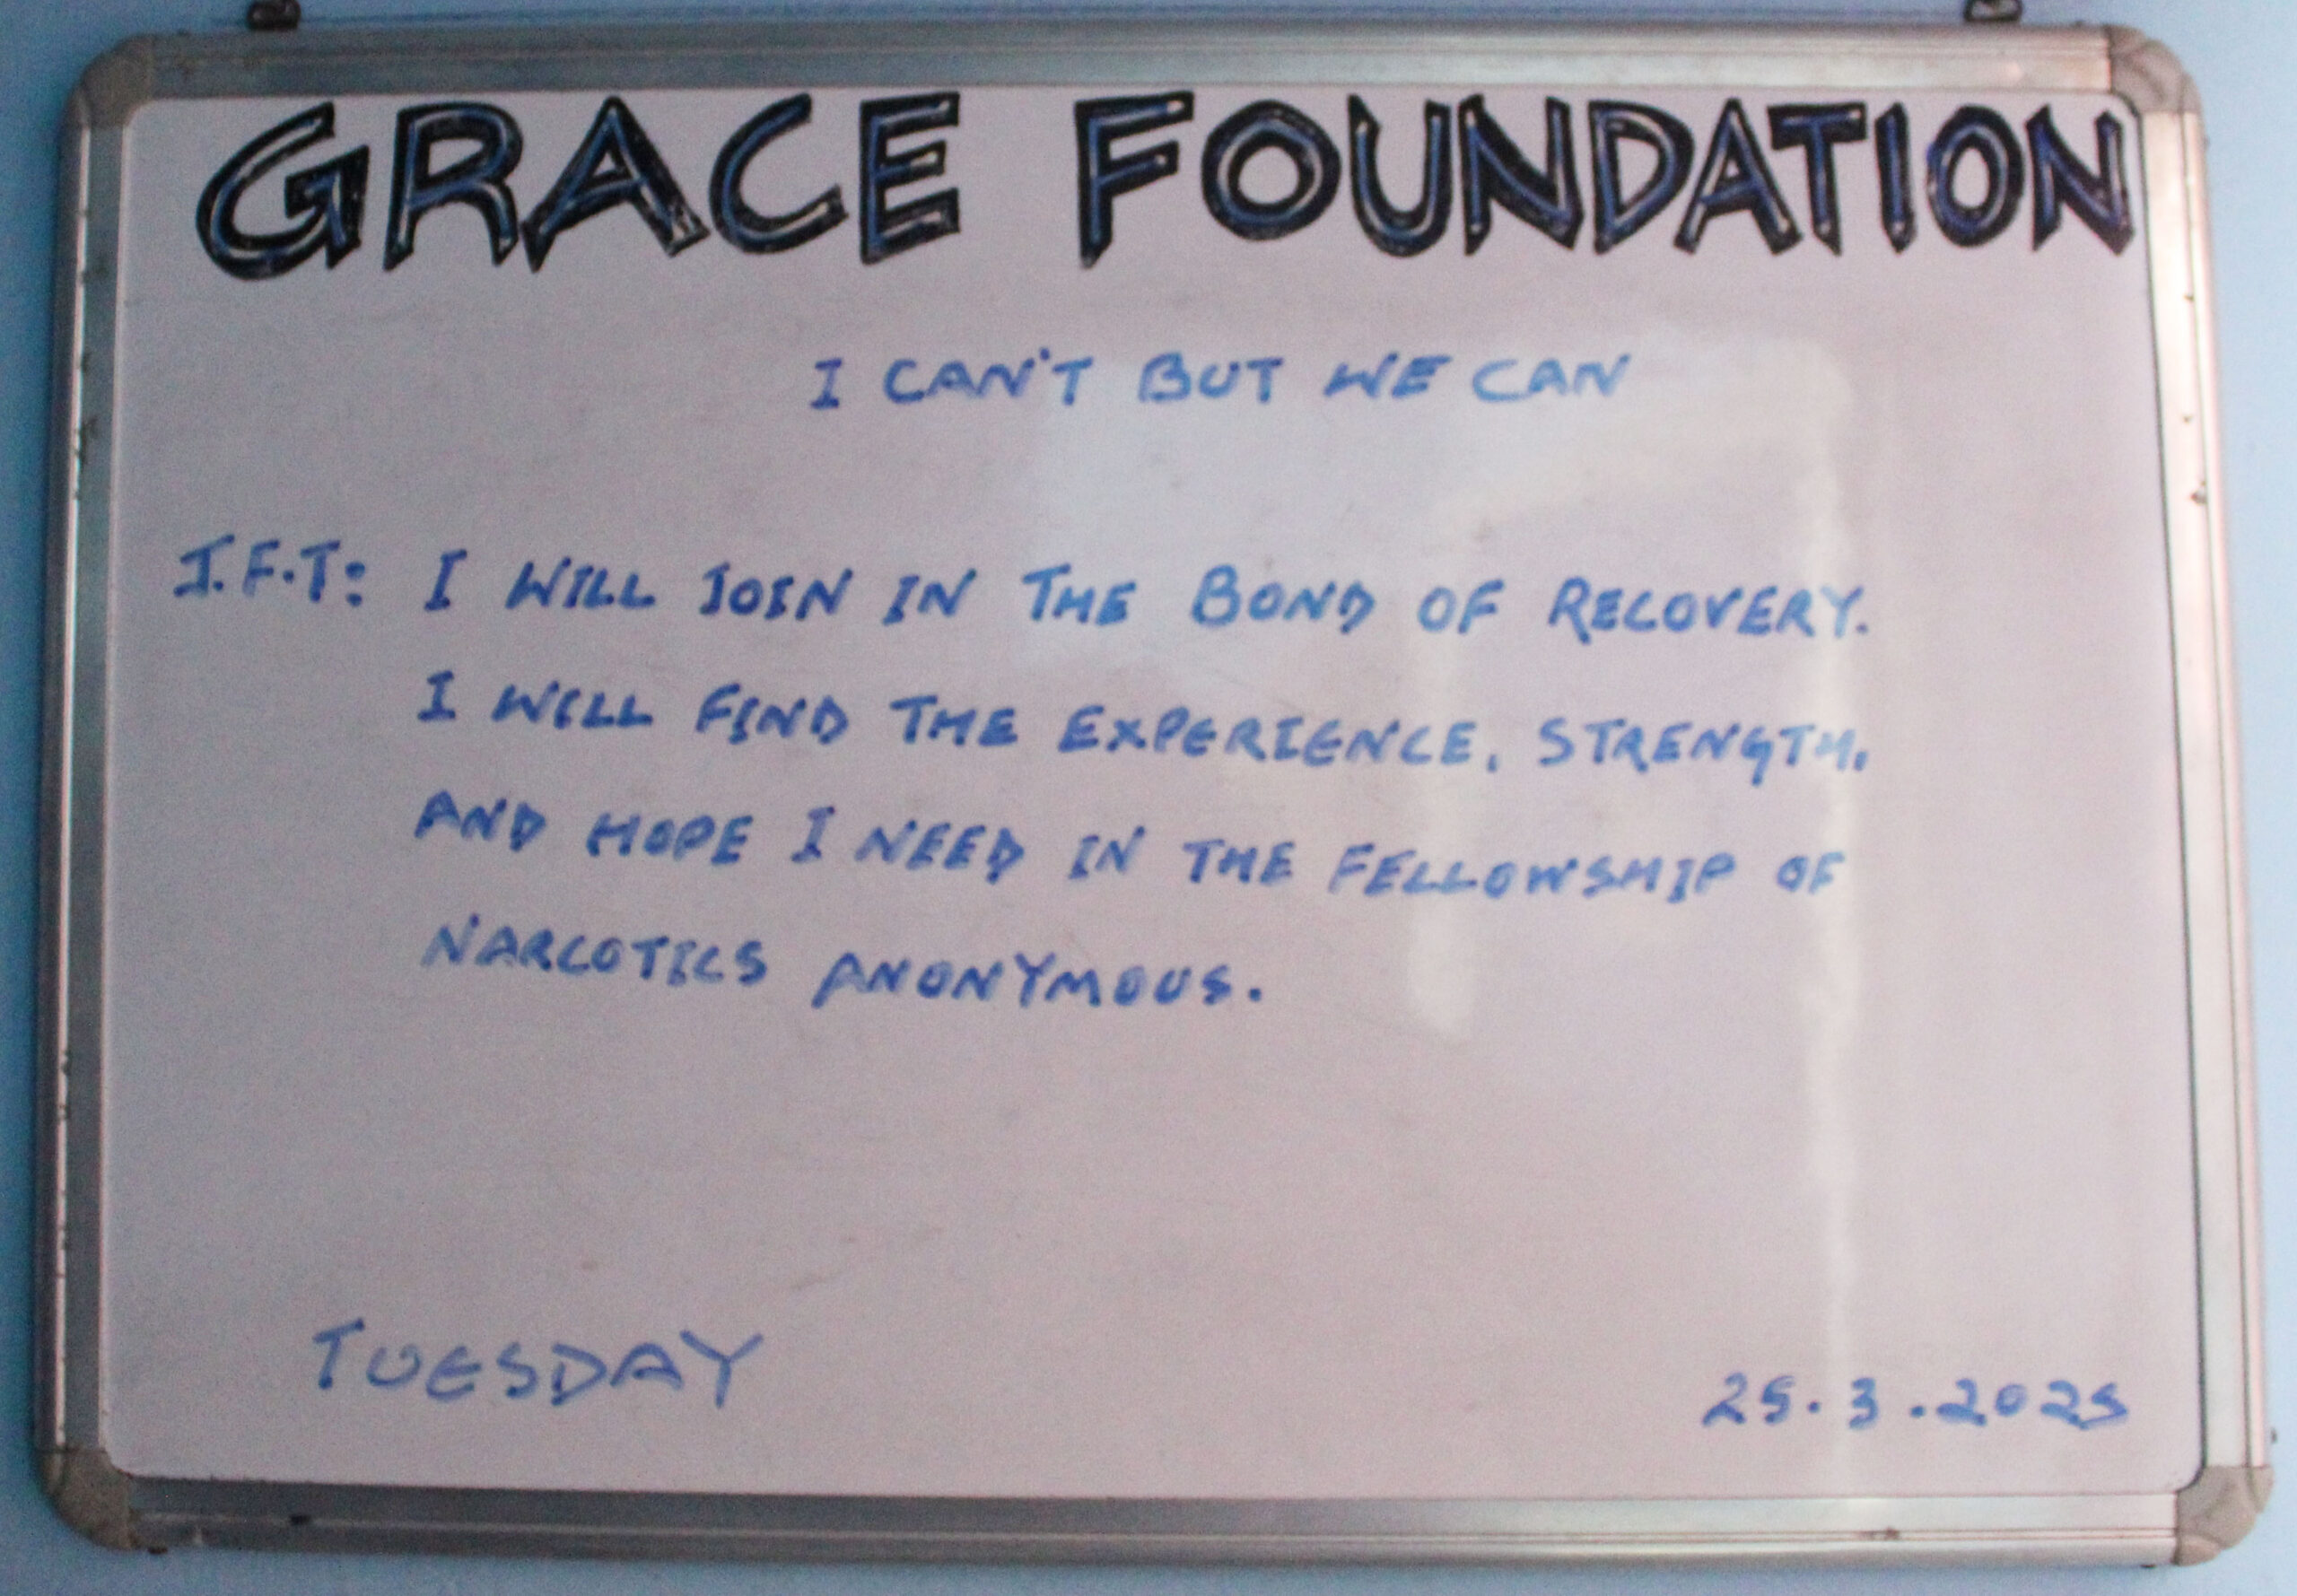 GRACE FOUNDATION
I CAN'T BUT WE CAN
J.F.T: I WILL JOIN IN THE BOND OF RECOVERY.
I WILL FIND THE EXPERIENCE, STRENGTH,
AND HOPE I NEED IN THE FELLOWSHIP OF
NARCOTICS ANONYMOUS.
TUESDAY
25.3.2025